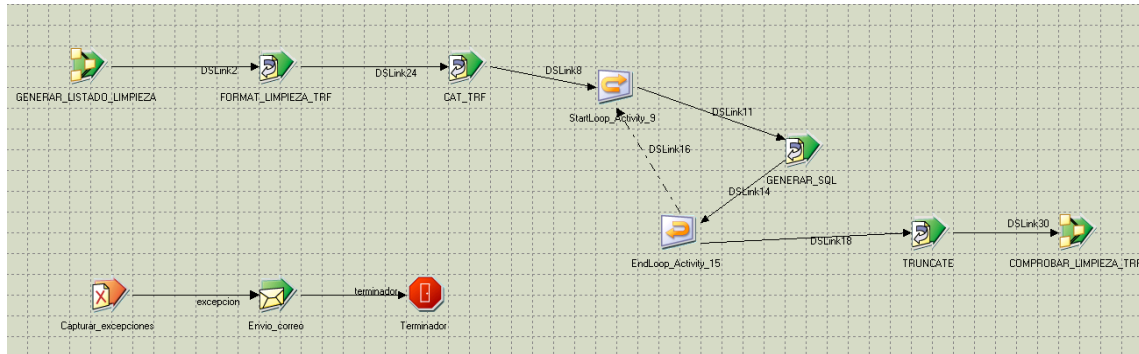 DSLink2
DSLink24
DSLink8
GENERAR_LISTADO_LIMPIEZA
FORMAT_LIMPIEZA_TRF
CAT_TRF
StartLoop_Activity_9
DSLink11
DSLink16
GENERAR_SQL
DSLink14
DSLink30
DSLink18
EndLoop_Activity_15
TRUNCATE
COMPROBAR_LIMPIEZA_TRF
excepcion
terminador
Capturar_excepciones
Envio_correo
Terminador